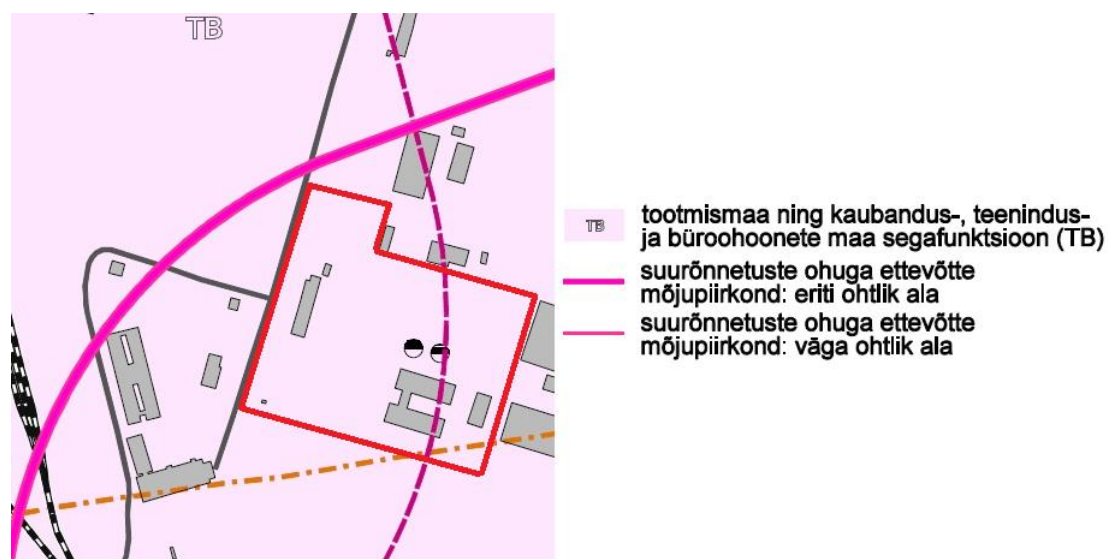 TB
TB
tootmismaa ning kaubandus-, teenindus-
ja büroohoonete maa segafunktsioon (TB)
suurõnnetuste ohuga ettevõtte
mõjupiirkond: eriti ohtlik ala
suurõnnetuste ohuga ettevõtte
mõjupiirkond: väga ohtlik ala